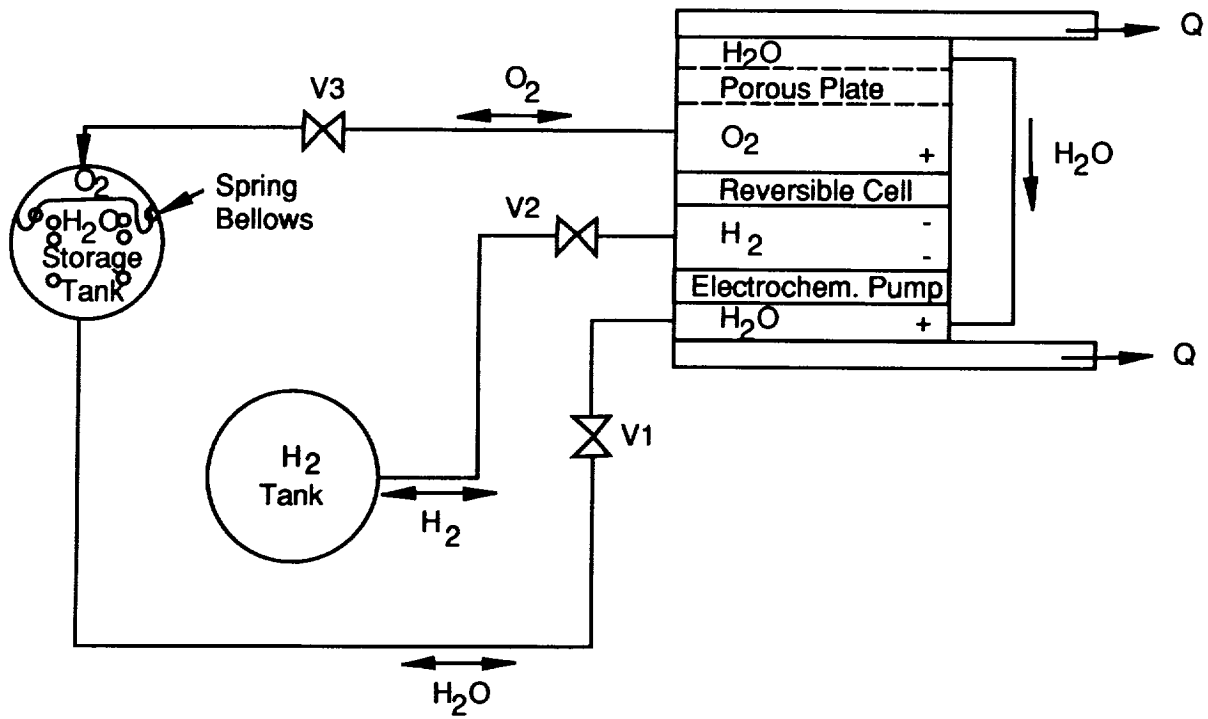 Q
H2O
Porous Plate
O2
+
Reversible Cell
H2
-
-
Electrochem. Pump
H2O
+
Q
H2O
O2
V3
O2
Spring
Bellows
H2O
Storage
Tank
V2
V1
H2
Tank
H2
H2O